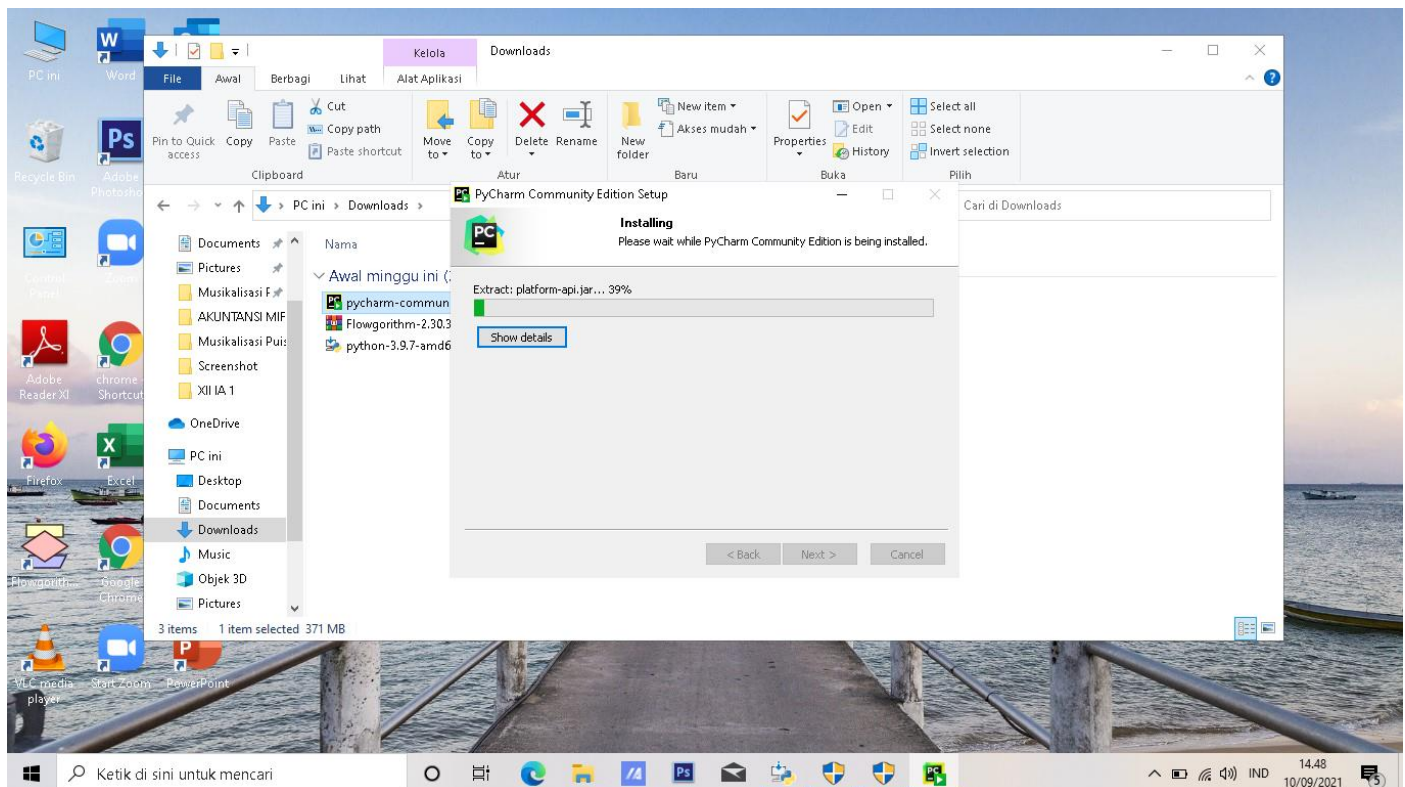 PC ini
Word
Recycle Bin
Adobe
Photosho
Control
Panel
Zoom
Adobe
Reader XI
chrome -
Shortcut
Firefox
Excel
Flowgorith...
Google
Chrome
VLC media
player
Start Zoom
PowerPoint
Kelola
Downloads
File
Awal
Berbagi
Lihat
Alat Aplikasi
Pin to Quick
access
Copy
Paste
Cut
Copy path
Paste shortcut
Clipboard
Move
to
Copy
to
Delete
Rename
Atur
New
folder
New item
Akses mudah
Baru
Properties
Open
Edit
History
Buka
Select all
Select none
Invert selection
Pilih
PC ini › Downloads ›
Cari di Downloads
Documents
Pictures
Musikalisasi F
AKUNTANSI MIF
Musikalisasi Puis
Screenshot
XII IA 1
OneDrive
PC ini
Desktop
Documents
Downloads
Music
Objek 3D
Pictures
Nama
Awal minggu ini (
pycharm-commun
Flowgorithm-2.30.3
python-3.9.7-amd6
3 items
1 item selected 371 MB
PyCharm Community Edition Setup
PC
Installing
Please wait while PyCharm Community Edition is being installed.
Extract: platform-api.jar... 39%
Show details
< Back
Next >
Cancel
Ketik di sini untuk mencari
IND
14.48
10/09/2021
5